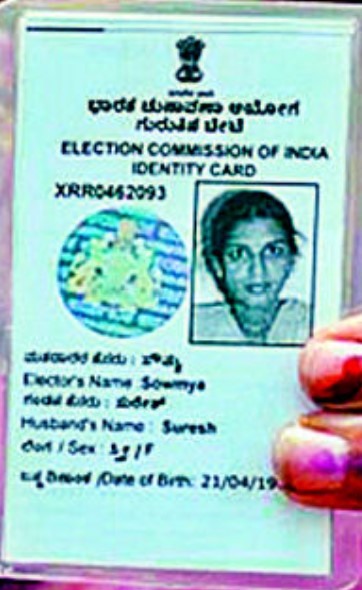 ಭಾರತ ಚುನಾವಣಾ ಆಯೋಗ
ಗುರುತಿನ ಚೀಟಿ
ELECTION COMMISSION OF INDIA
IDENTITY CARD
XRR0462093
ಮತದಾರರ ಹೆಸರು : ಸೌಮ್ಯ
Elector's Name Sowmya
ಗಂಡನ ಹೆಸರು : ಸುರೇಶ್
Husband's Name : Suresh
ಲಿಂಗ / Sex : ಸ್ತ್ರೀ / F
ಜನ್ಮ ದಿನಾಂಕ /Date of Birth: 21/04/19